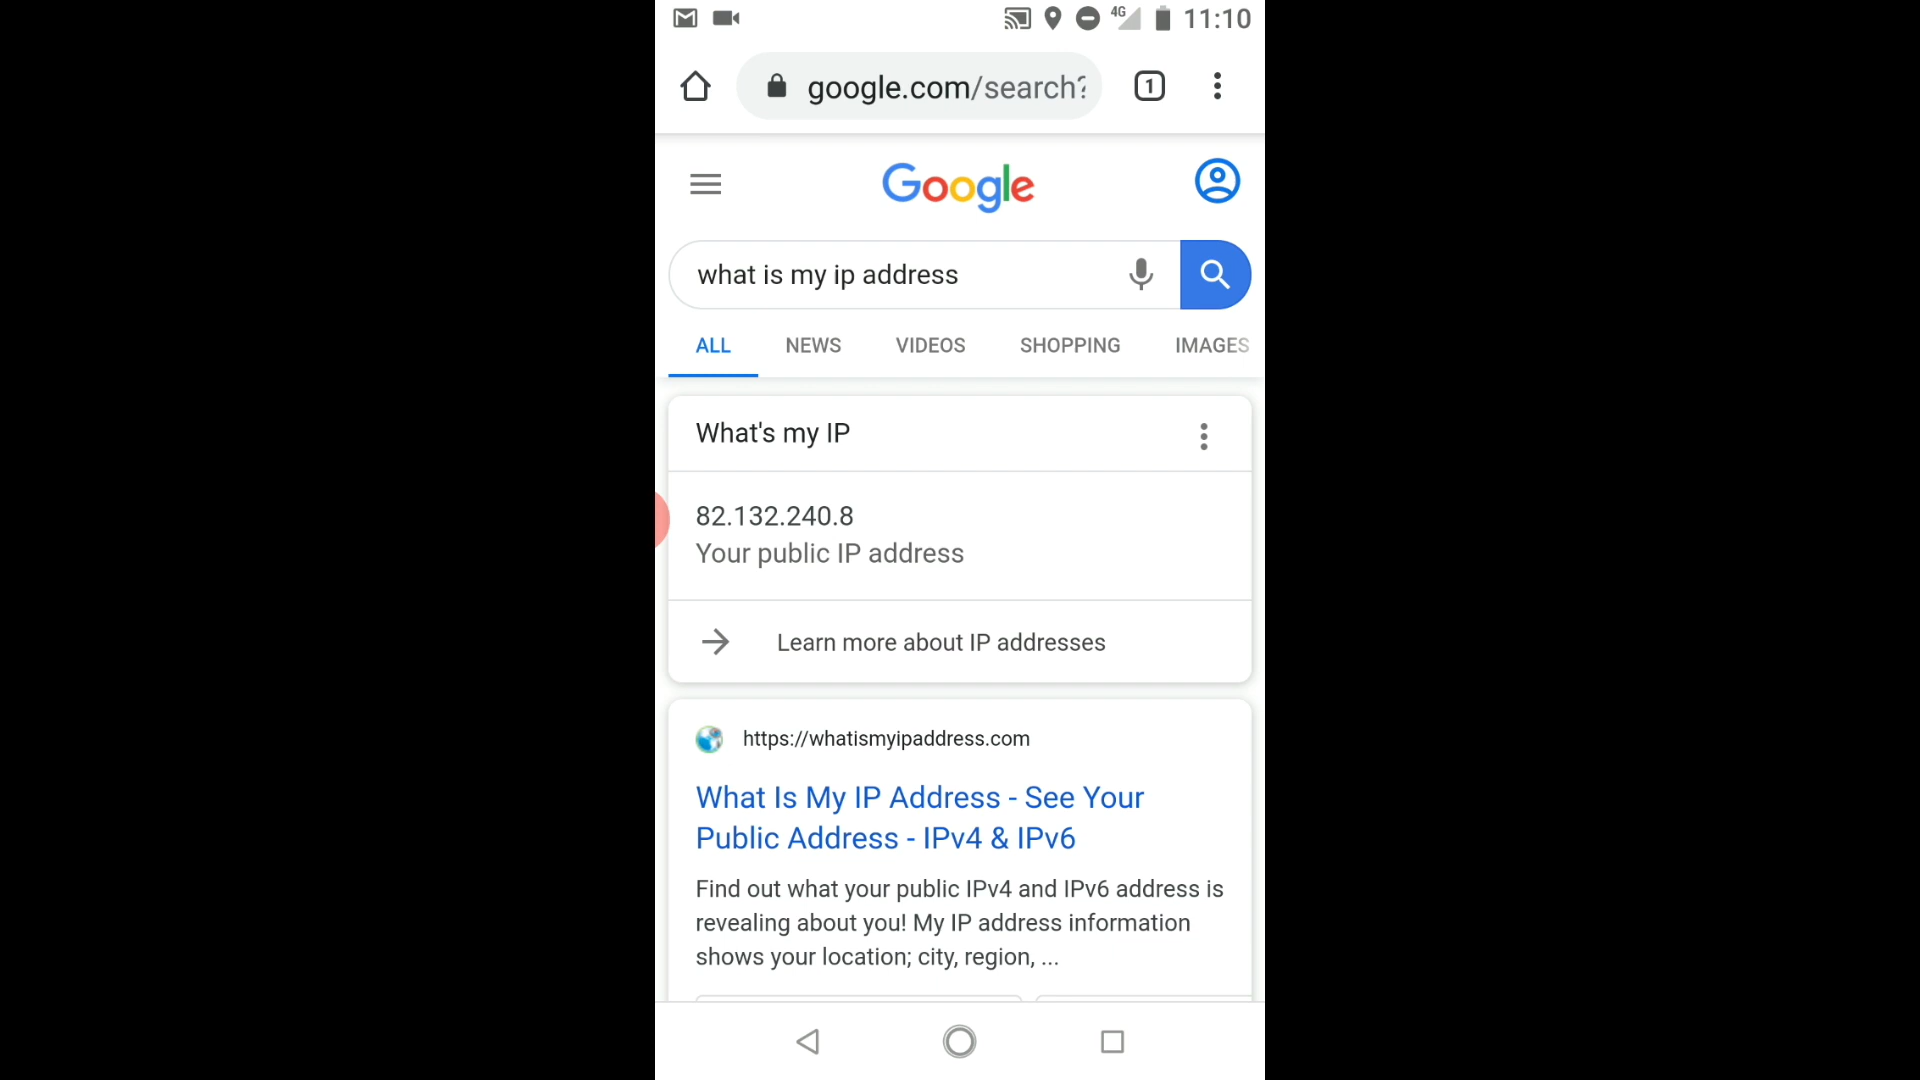 4G 11:10
google.com/search?
1
Google
what is my ip address
ALL NEWS VIDEOS SHOPPING IMAGES
What's my IP
82.132.240.8
Your public IP address
Learn more about IP addresses
https://whatismyipaddress.com
What Is My IP Address - See Your
Public Address - IPv4 & IPv6
Find out what your public IPv4 and IPv6 address is
revealing about you! My IP address information
shows your location; city, region, ...